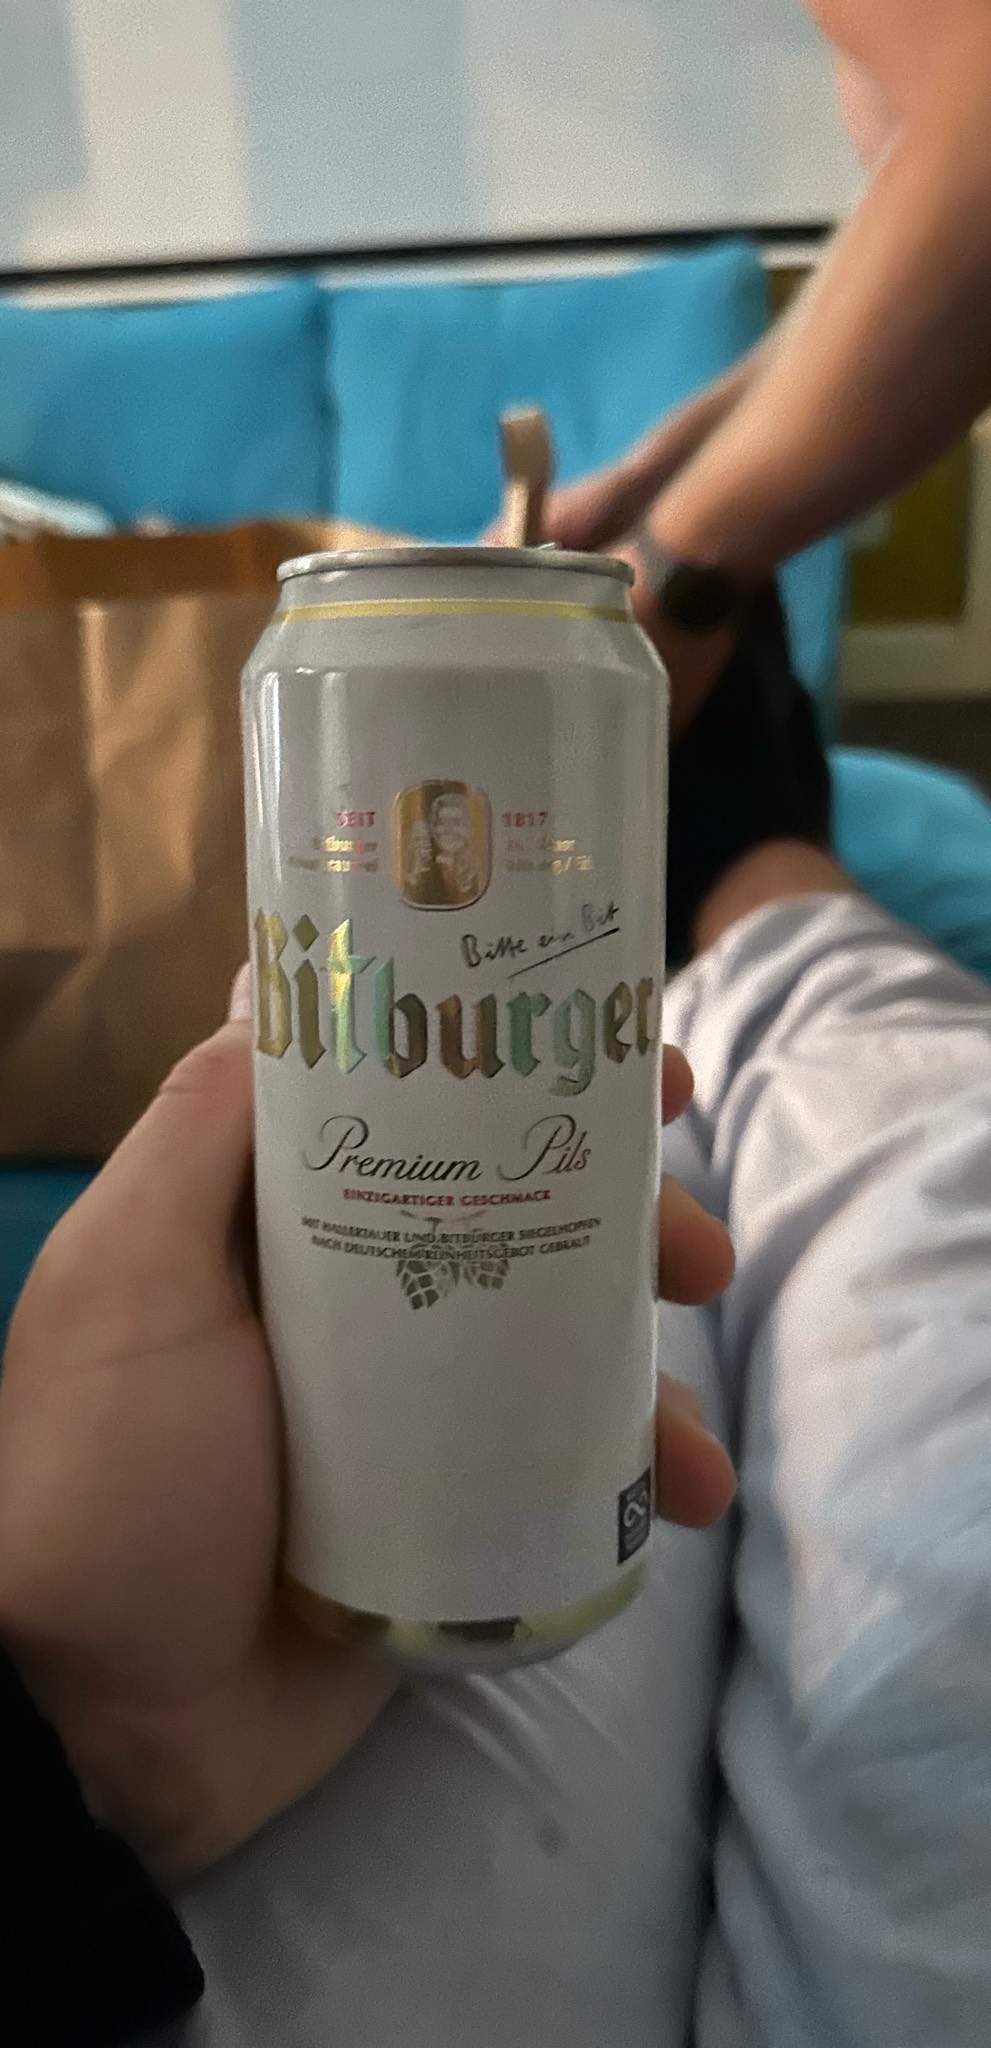 SEIT 1817
Bitte ein Bit
Bitburger
Premium Pils
EINZIGARTIGER GESCHMACK
MIT HALLERTAUER UND BITBURGER SIEGELHOPFEN
NACH DEUTSCHEM REINHEITSGEBOT GEBRAUT